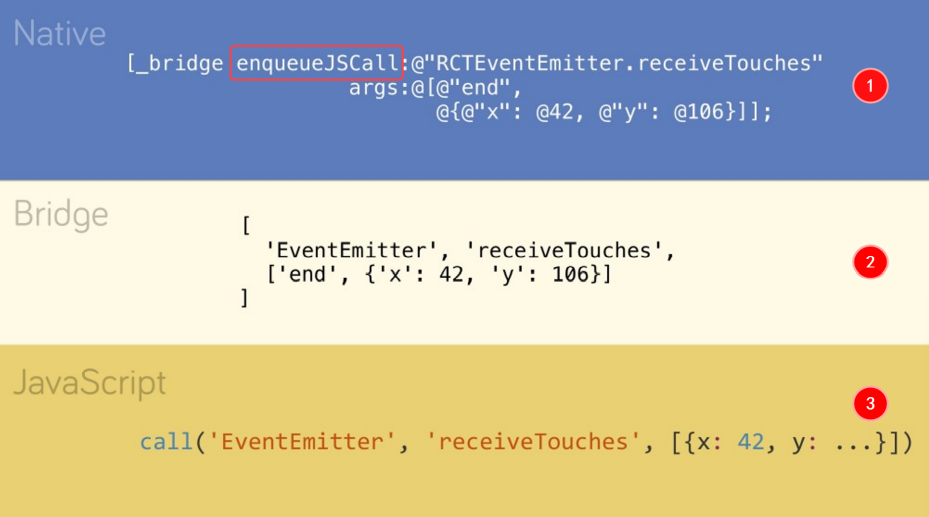 Native
[_bridge enqueueJSCall:@"RCTEventEmitter.receiveTouches"
args:@[@"end",
@{@"x": @42, @"y": @106}]];
1
Bridge
[
'EventEmitter', 'receiveTouches',
['end', {'x': 42, 'y': 106}]
]
2
JavaScript
3
call('EventEmitter', 'receiveTouches', [{x: 42, y: ...}])